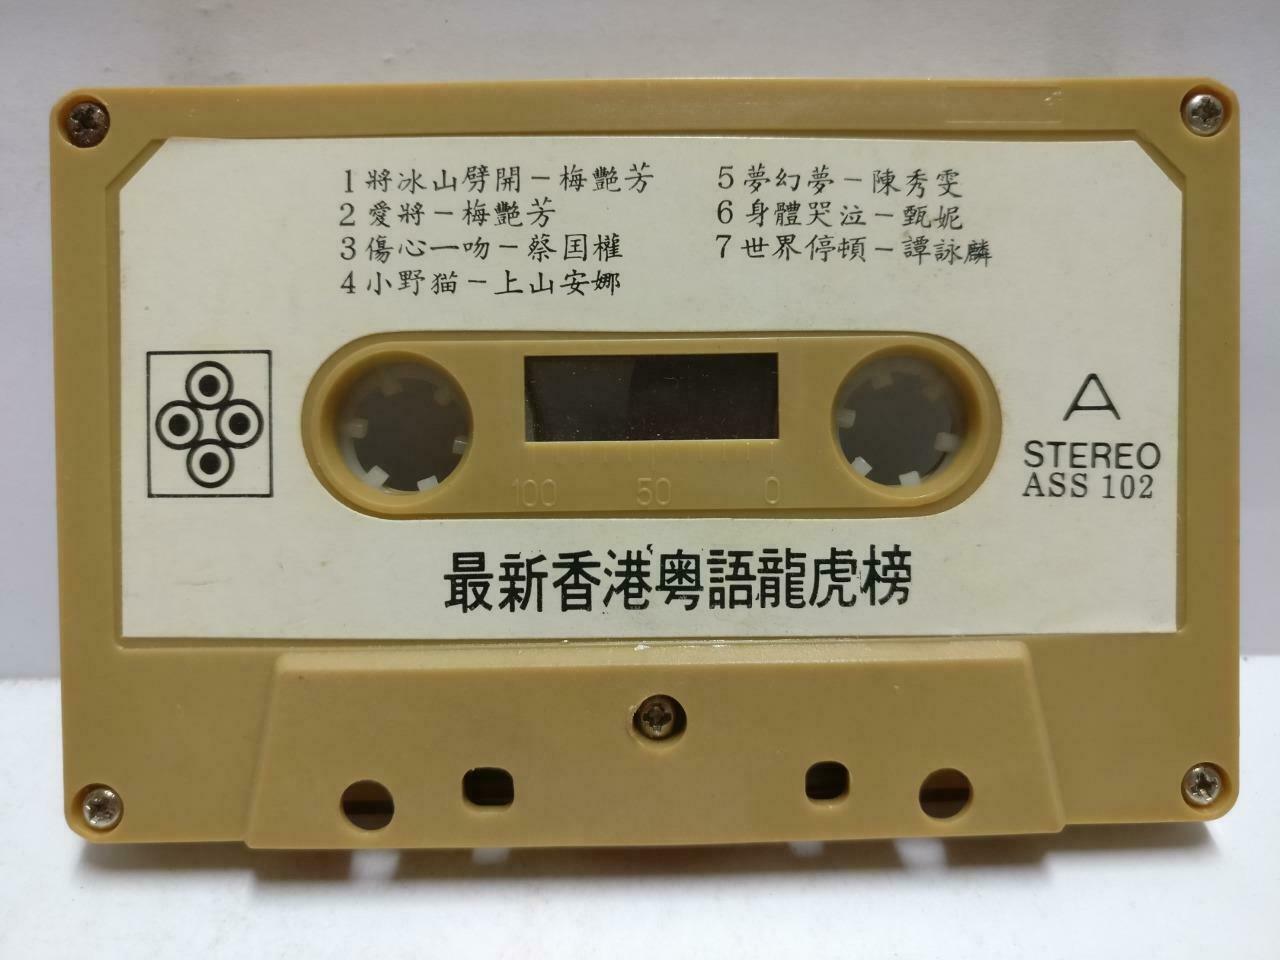 1 將冰山劈開－梅艷芳
2 愛將－梅艷芳
3 傷心一吻－蔡国權
4 小野猫－上山安娜
5 夢幻夢－陳秀雯
6 身體哭泣－甄妮
7 世界停頓－譚詠麟
A
STEREO
ASS 102
100 50 0
最新香港粵語龍虎榜